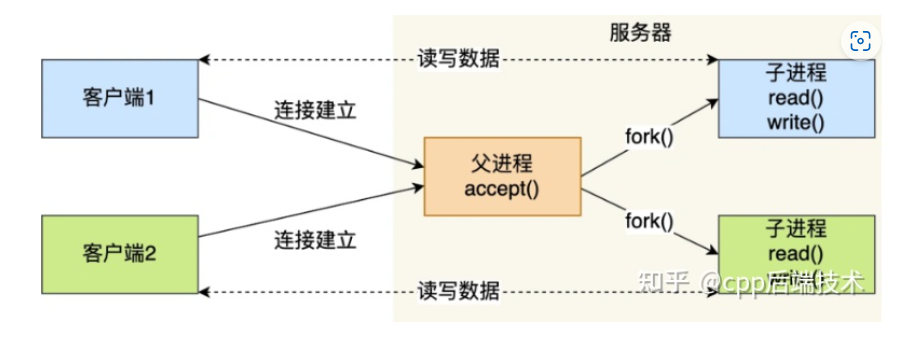 服务器
读写数据
客户端1
子进程
read()
write()
连接建立
fork()
父进程
accept()
fork()
连接建立
客户端2
子进程
read()
读写数据
知乎 @cpp后端技术